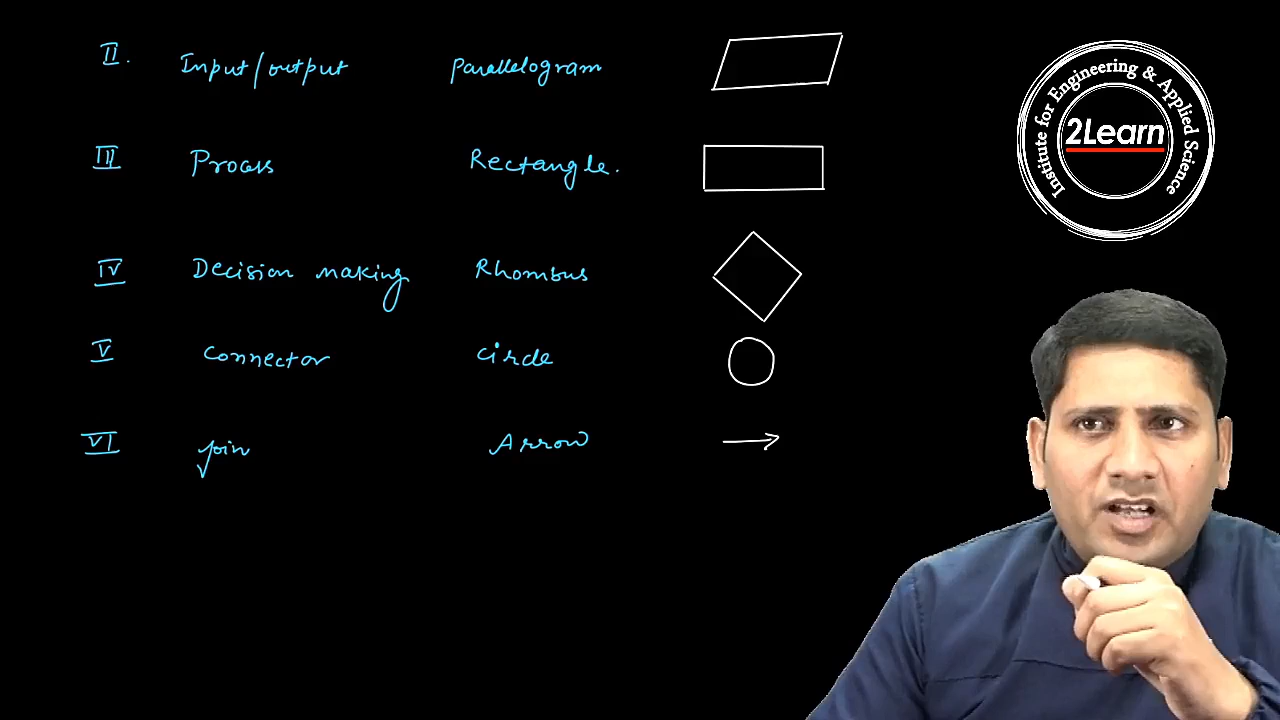 II. Input/output Parallelogram
III Process Rectangle.
IV Decision making Rhombus
V Connector circle
VI join Arrow
Institute for Engineering & Applied Science
2Learn